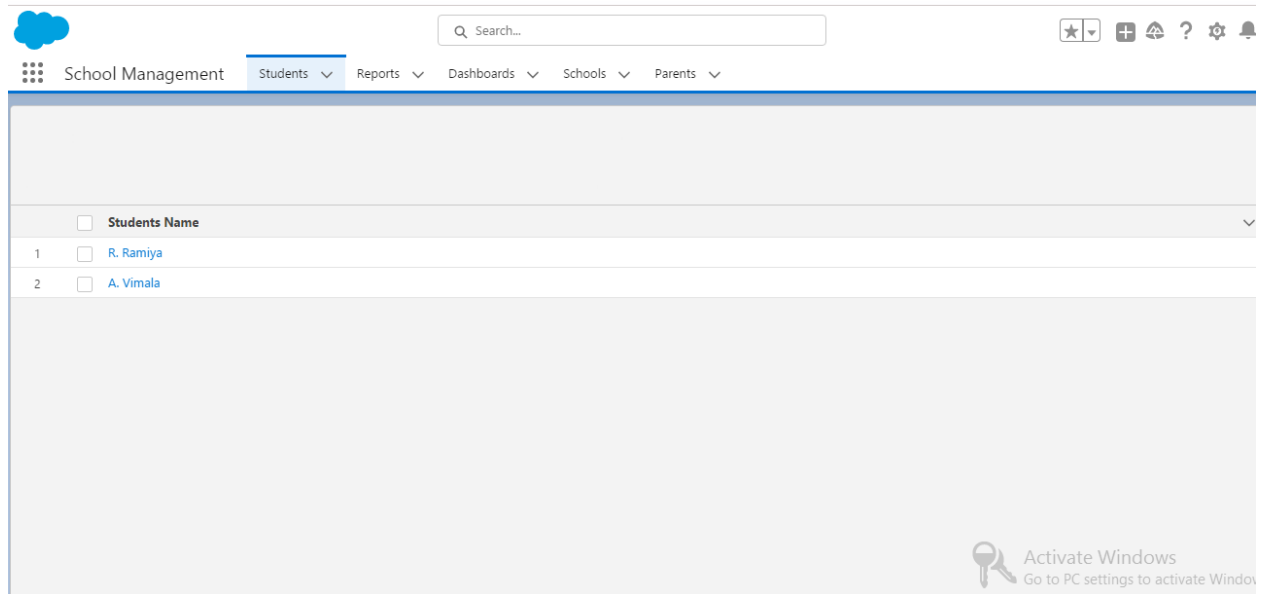 Search...
School Management Students Reports Dashboards Schools Parents
Students Name
1 R. Ramiya
2 A. Vimala
Activate Windows
Go to PC settings to activate